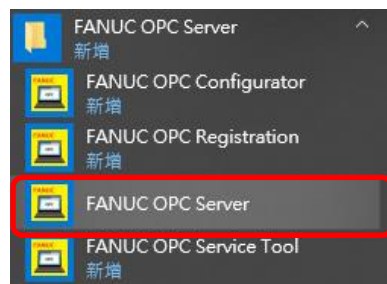 FANUC OPC Server
新增
FANUC OPC Configurator
新增
FANUC OPC Registration
新增
FANUC OPC Server
FANUC OPC Service Tool
新增